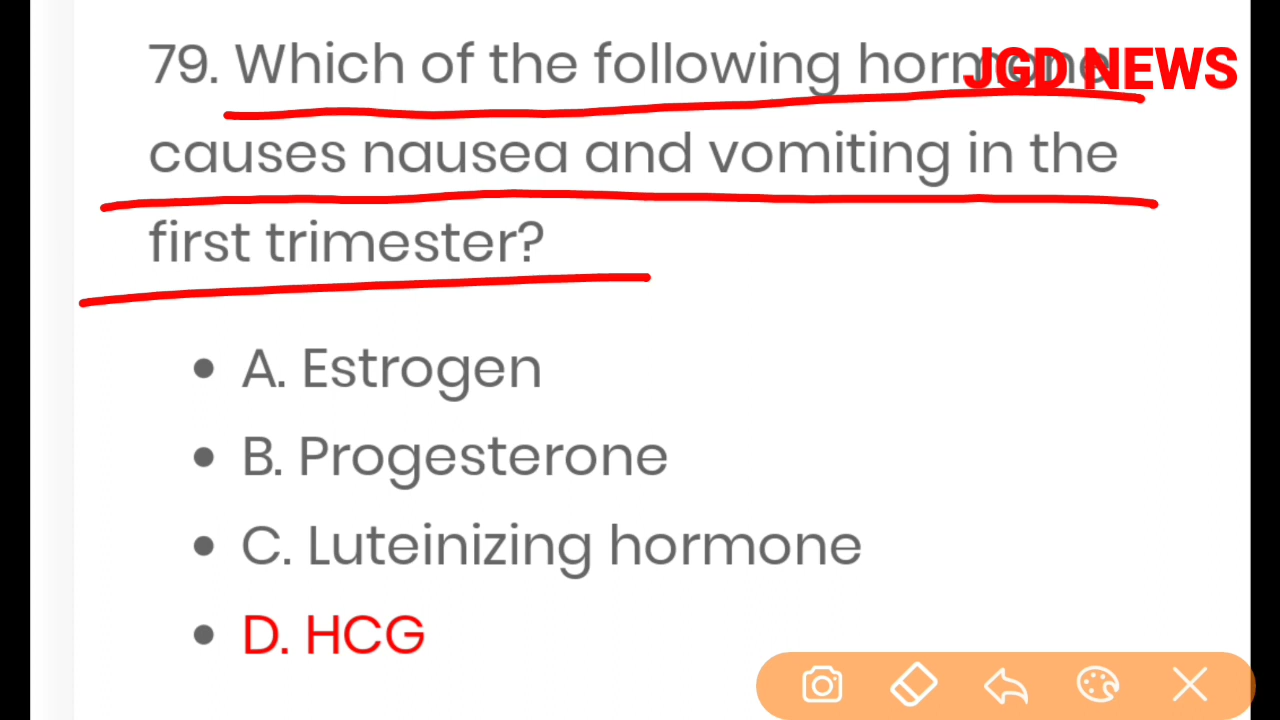 79. Which of the following hormone
JGD NEWS
causes nausea and vomiting in the
first trimester?
A. Estrogen
B. Progesterone
C. Luteinizing hormone
D. HCG